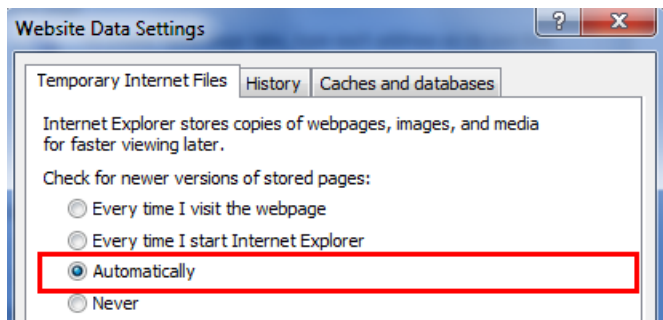 Website Data Settings
Temporary Internet Files History Caches and databases
Internet Explorer stores copies of webpages, images, and media
for faster viewing later.
Check for newer versions of stored pages:
Every time I visit the webpage
Every time I start Internet Explorer
Automatically
Never